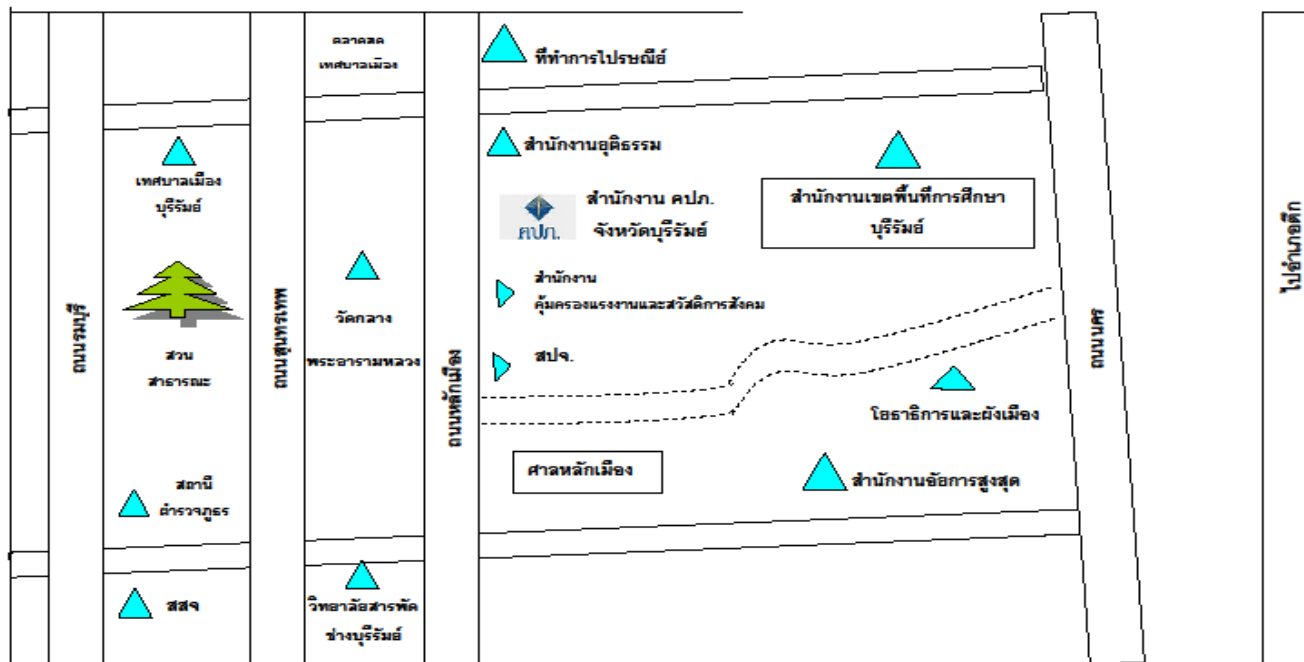 ตลาดสด
เทศบาลเมือง
ที่ทำการไปรษณีย์
สำนักงานยุติธรรม
เทศบาลเมือง
บุรีรัมย์
คปภ.
สำนักงาน คปภ.
จังหวัดบุรีรัมย์
สำนักงานเขตพื้นที่การศึกษา
บุรีรัมย์
สำนักงาน
คุ้มครองแรงงานและสวัสดิการสังคม
วัดกลาง
พระอารามหลวง
สวน
สาธารณะ
สปจ.
ถนนรมบุรี
ถนนสุนทรเทพ
ถนนหลักเมือง
ถนนนคร
ไปอำเภอสตึก
โยธาธิการและผังเมือง
ศาลหลักเมือง
สำนักงานอัยการสูงสุด
สถานี
ตำรวจภูธร
สสจ
วิทยาลัยสารพัด
ช่างบุรีรัมย์